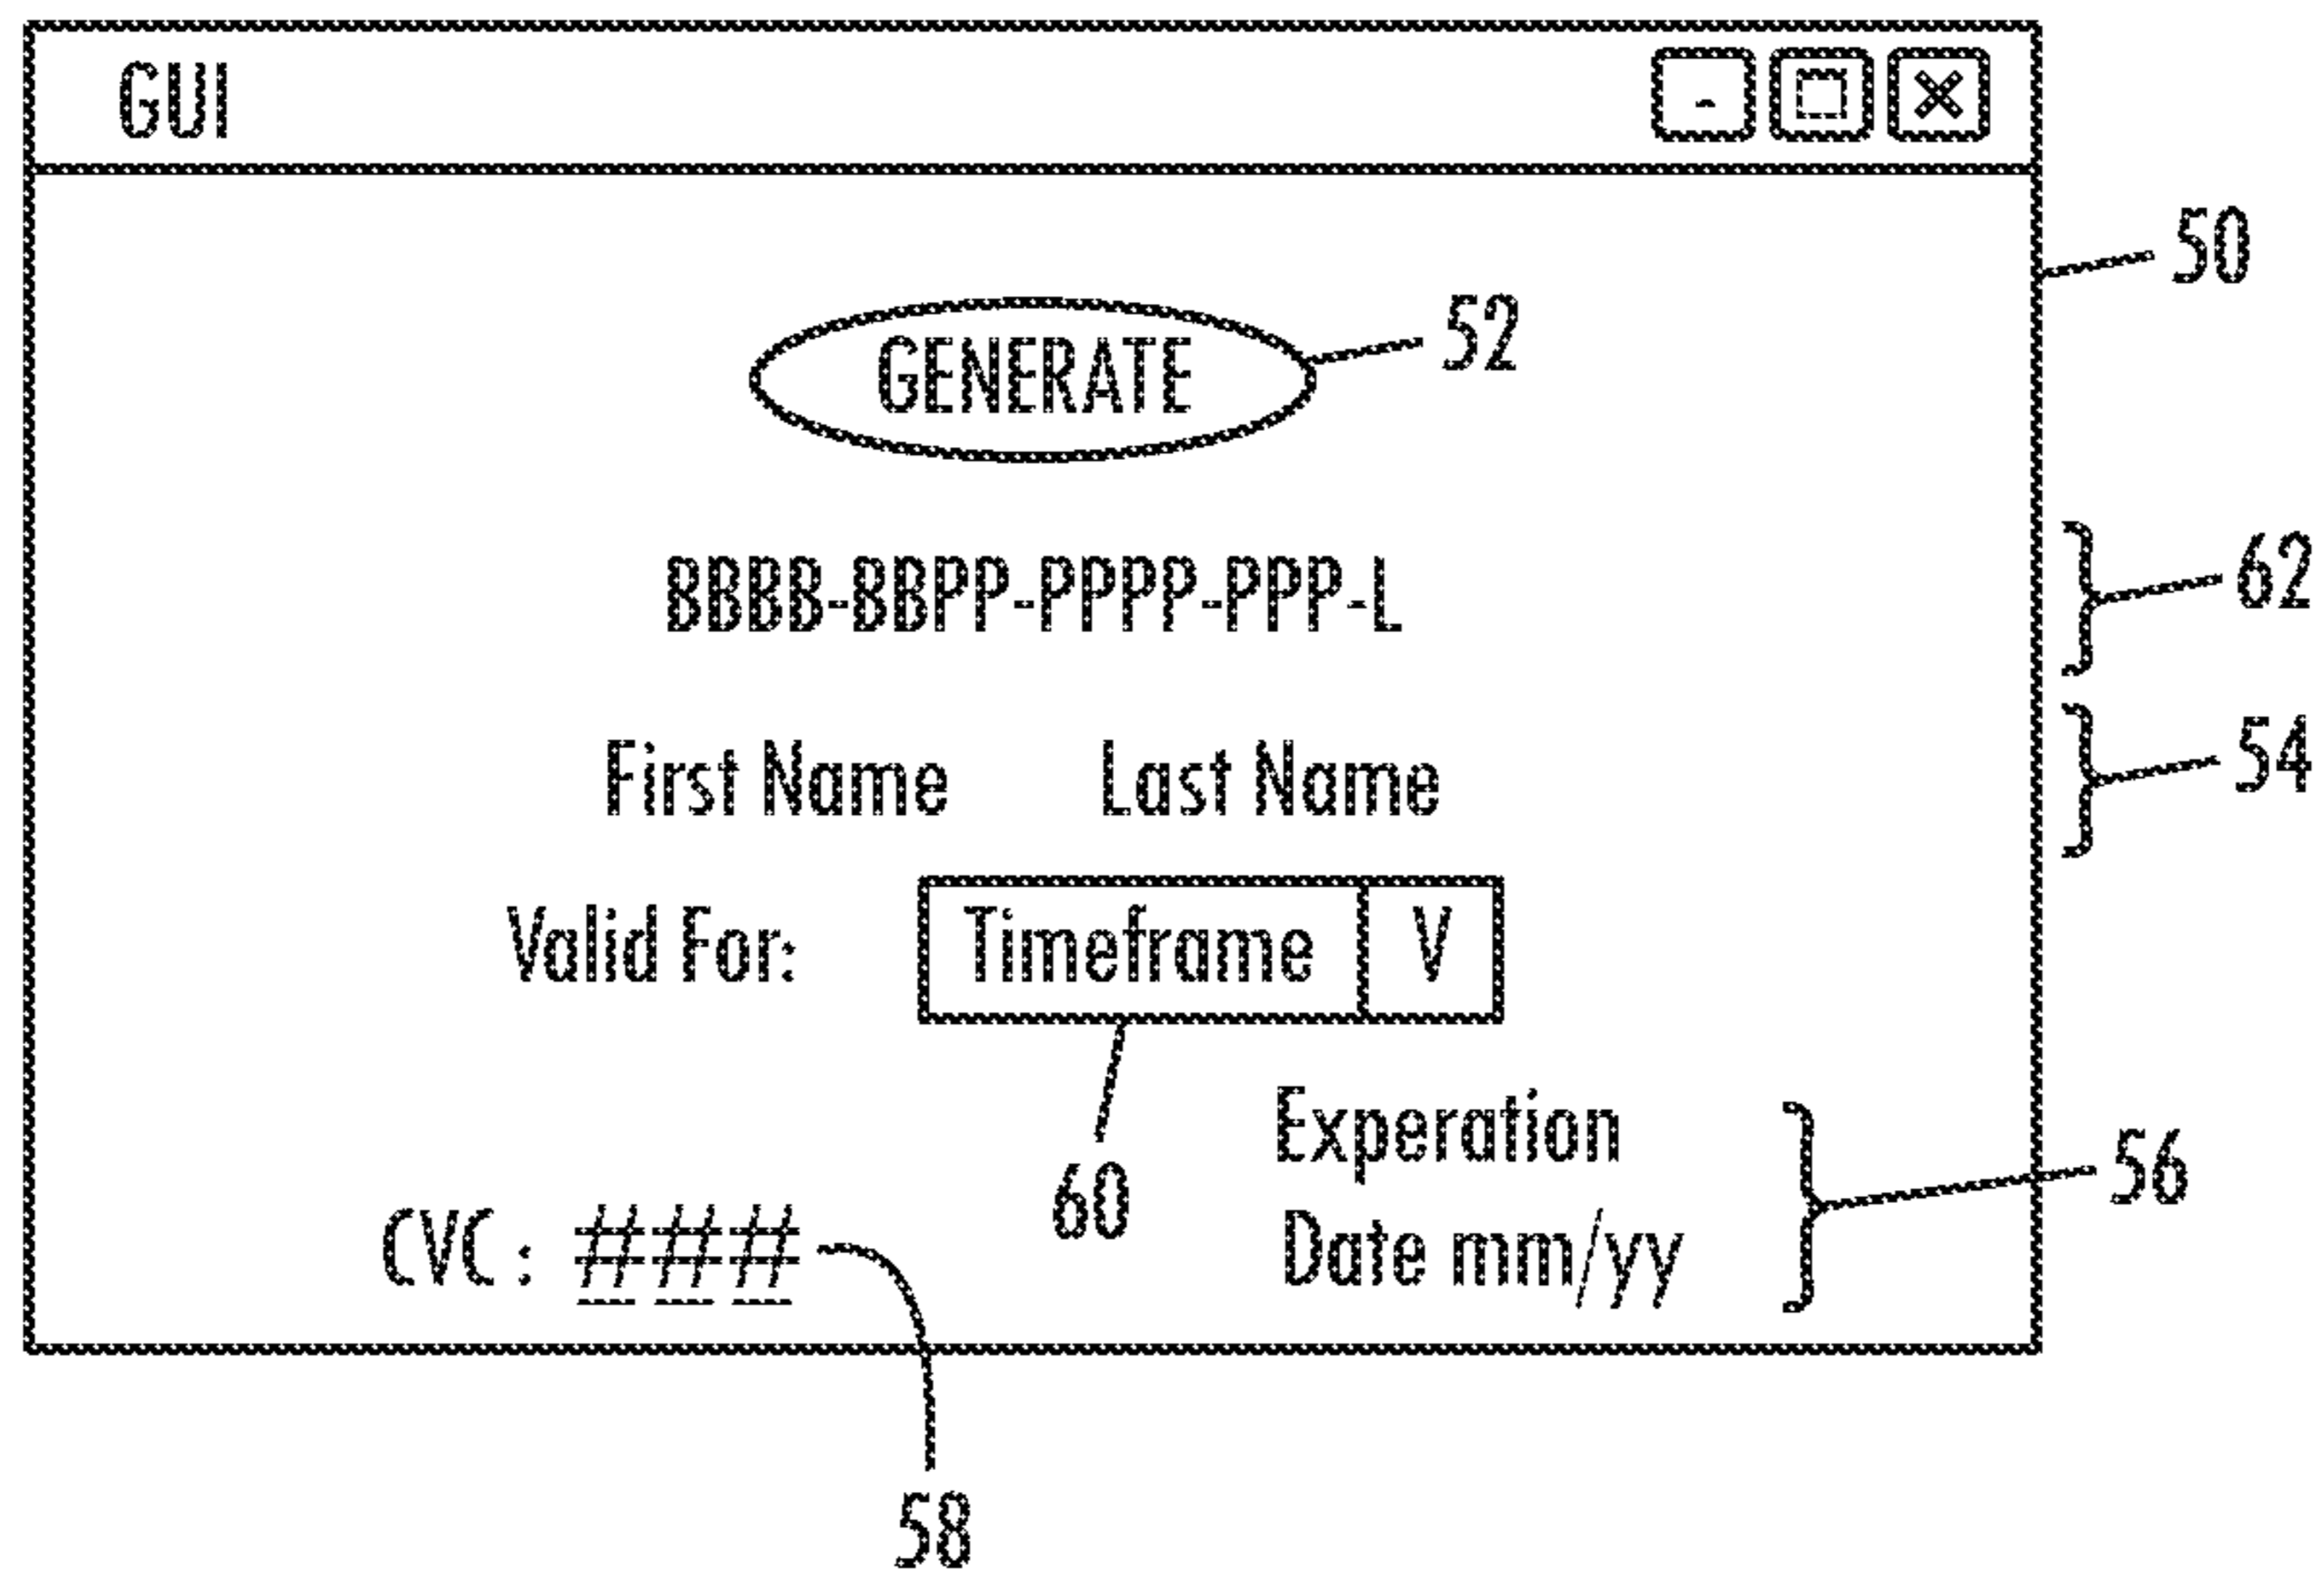 GUI - □ X
50
GENERATE 52
BBBB-BBPP-PPPP-PPP-L 62
First Name Last Name 54
Valid For: Timeframe V
Experation
60 56
CVC: ### Date mm/yy
58